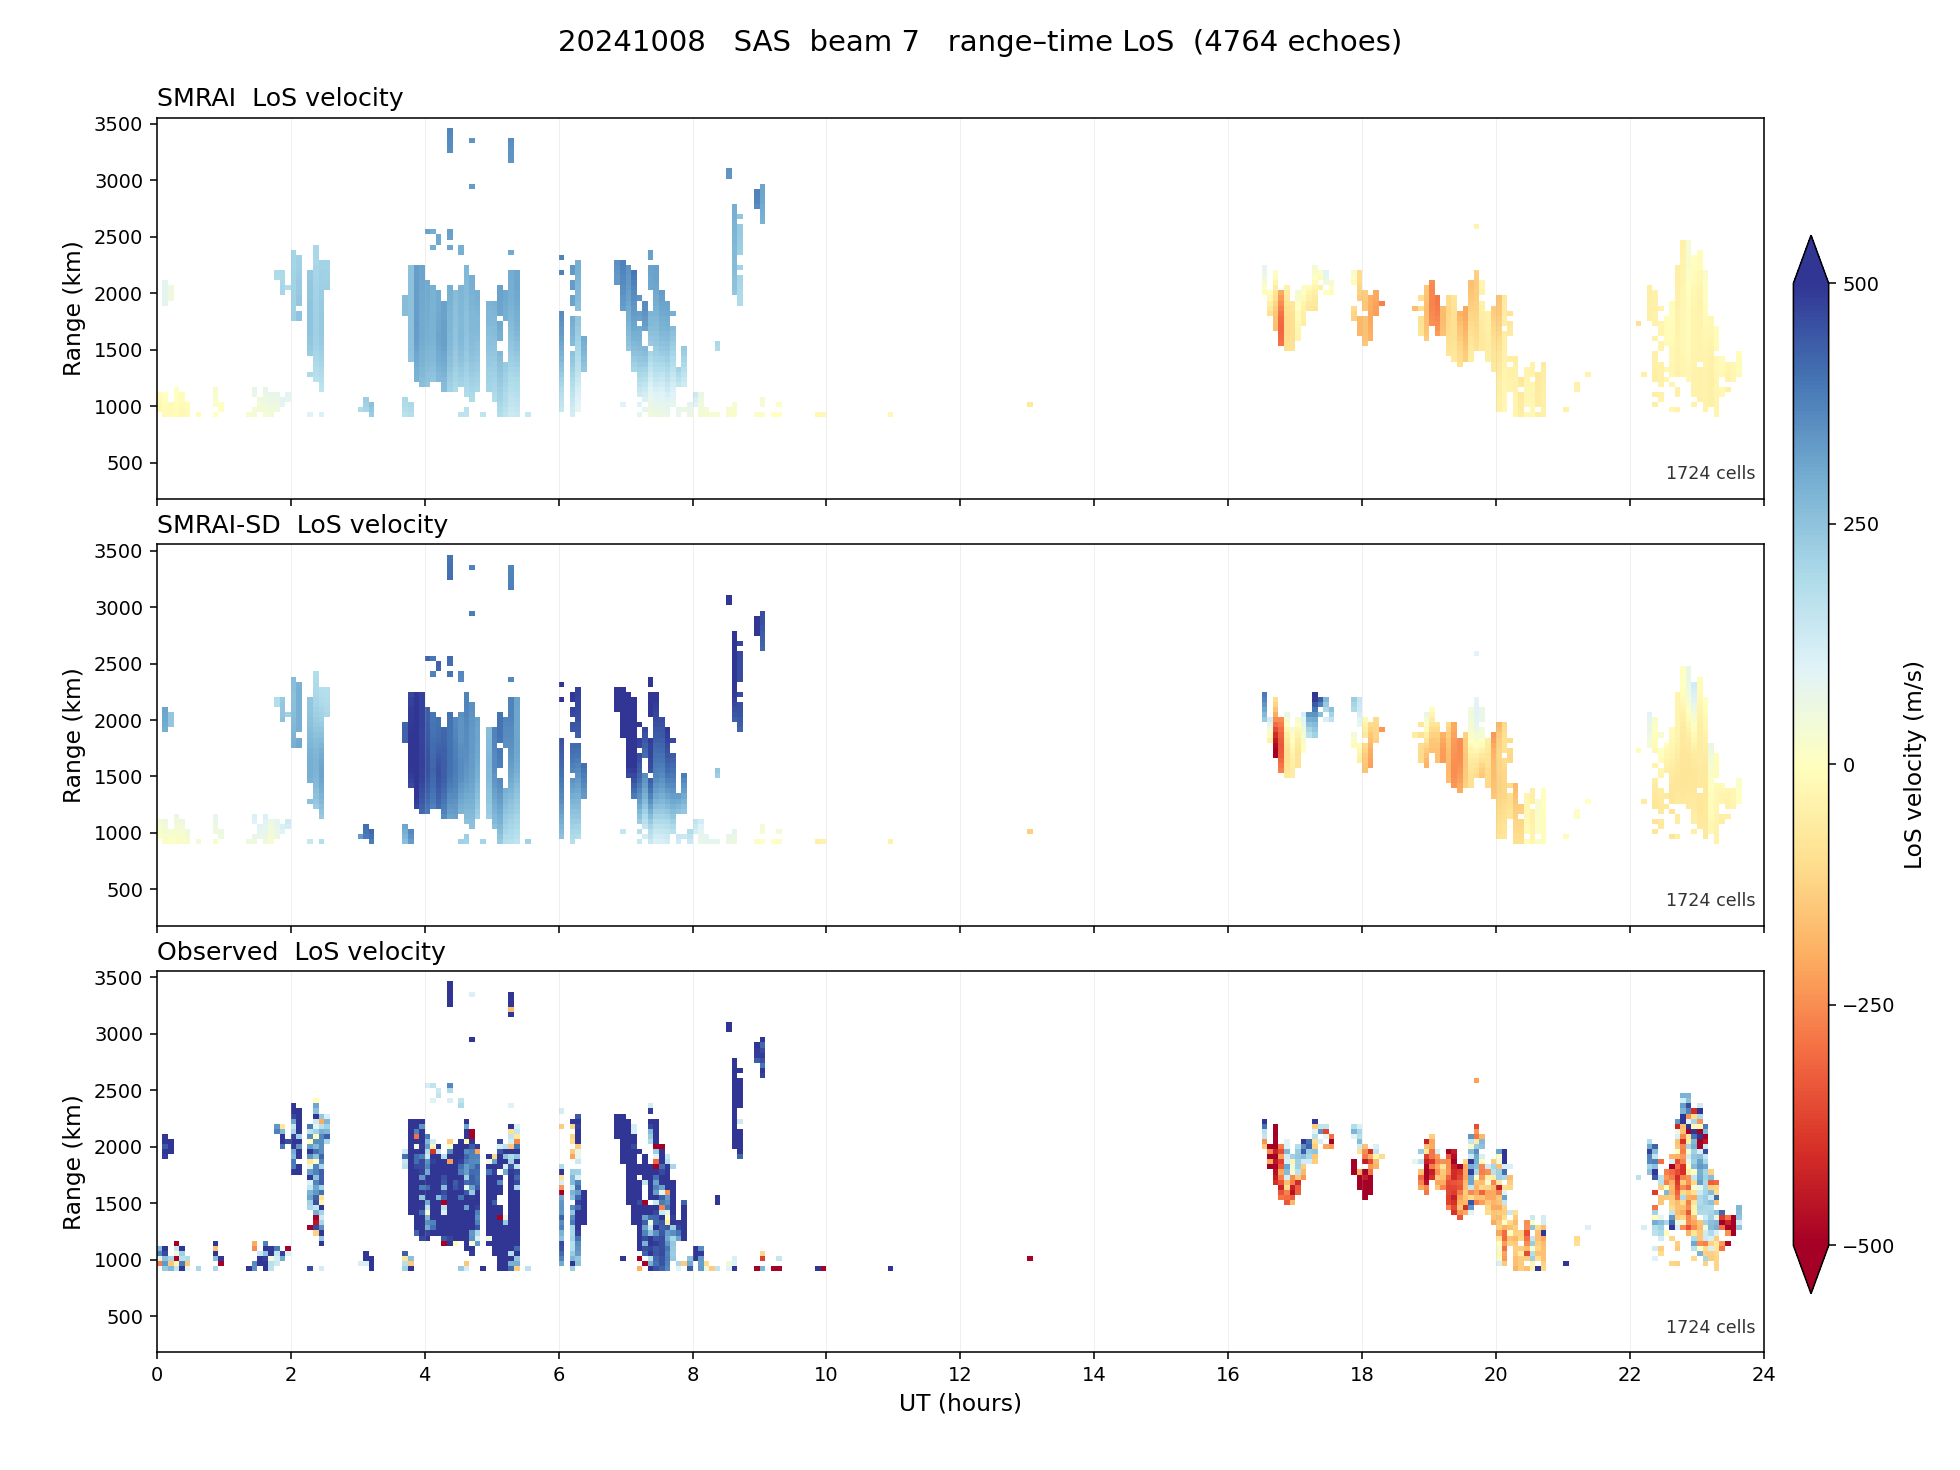 20241008   SAS  beam 7   range–time LoS  (4764 echoes)
SMRAI  LoS velocity
3500
3000
2500
2000
1500
1000
500
Range (km)
1724 cells
SMRAI-SD  LoS velocity
3500
3000
2500
2000
1500
1000
500
Range (km)
1724 cells
Observed  LoS velocity
3500
3000
2500
2000
1500
1000
500
Range (km)
1724 cells
0 2 4 6 8 10 12 14 16 18 20 22 24
UT (hours)
500
250
0
−250
−500
LoS velocity (m/s)